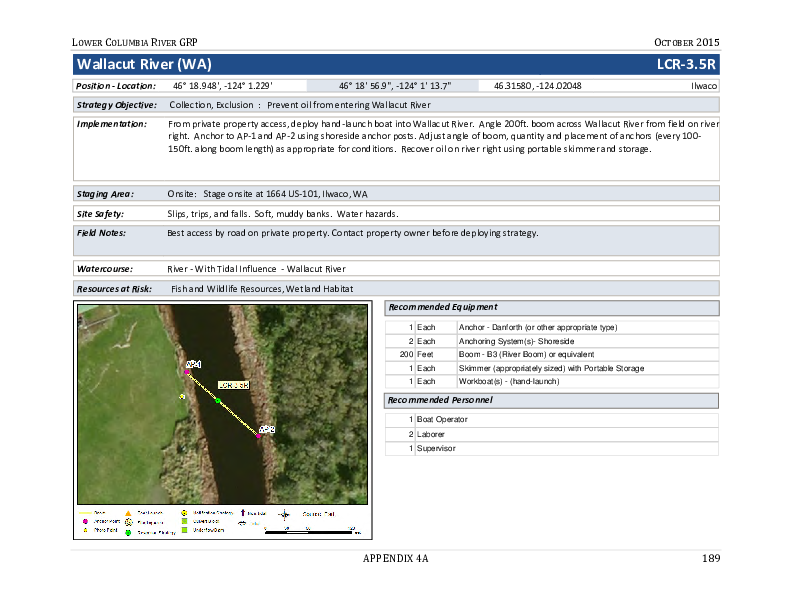 LOWER COLUMBIA RIVER GRP
OCTOBER 2015
Wallacut River (WA)
LCR-3.5R
Position - Location: 46° 18.948', -124° 1.229' 46° 18' 56.9", -124° 1' 13.7" 46.31580, -124.02048 Ilwaco
Strategy Objective: Collection, Exclusion : Prevent oil from entering Wallacut River
Implementation: From private property access, deploy hand-launch boat into Wallacut River. Angle 200ft. boom across Wallacut River from field on river
right. Anchor to AP-1 and AP-2 using shoreside anchor posts. Adjust angle of boom, quantity and placement of anchors (every 100-
150ft. along boom length) as appropriate for conditions. Recover oil on river right using portable skimmer and storage.
Staging Area: Onsite: Stage onsite at 1664 US-101, Ilwaco, WA
Site Safety: Slips, trips, and falls. Soft, muddy banks. Water hazards.
Field Notes: Best access by road on private property. Contact property owner before deploying strategy.
Watercourse: River - With Tidal Influence - Wallacut River
Resources at Risk: Fish and Wildlife Resources, Wetland Habitat
AP-1
LCR-3.5R
AP-2
Anchor Point
Photo Point
Recommended Equipment
1 Each Anchor - Danforth (or other appropriate type)
2 Each Anchoring System(s)- Shoreside
200 Feet Boom - B3 (River Boom) or equivalent
1 Each Skimmer (appropriately sized) with Portable Storage
1 Each Workboat(s) - (hand-launch)
Recommended Personnel
1 Boat Operator
2 Laborer
1 Supervisor
APPENDIX 4A
189